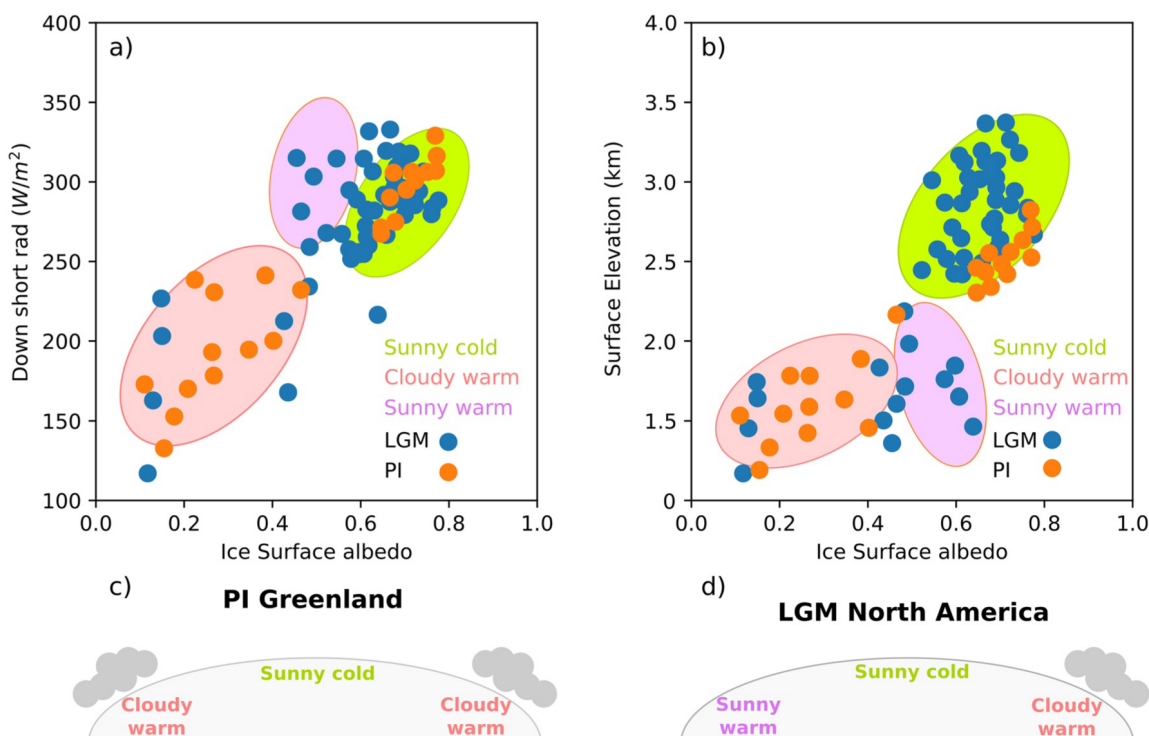 a)
400
350
300
250
200
150
100
Down short rad (W/m²)
0.0 0.2 0.4 0.6 0.8 1.0
Ice Surface albedo
Sunny cold
Cloudy warm
Sunny warm
LGM
PI
b)
4.0
3.5
3.0
2.5
2.0
1.5
0
Surface Elevation (km)
0.0 0.2 0.4 0.6 0.8 1.0
Ice Surface albedo
Sunny cold
Cloudy warm
Sunny warm
LGM
PI
c)
PI Greenland
Sunny cold
Cloudy
warm
Cloudy
warm
d)
LGM North America
Sunny cold
Sunny
warm
Cloudy
warm